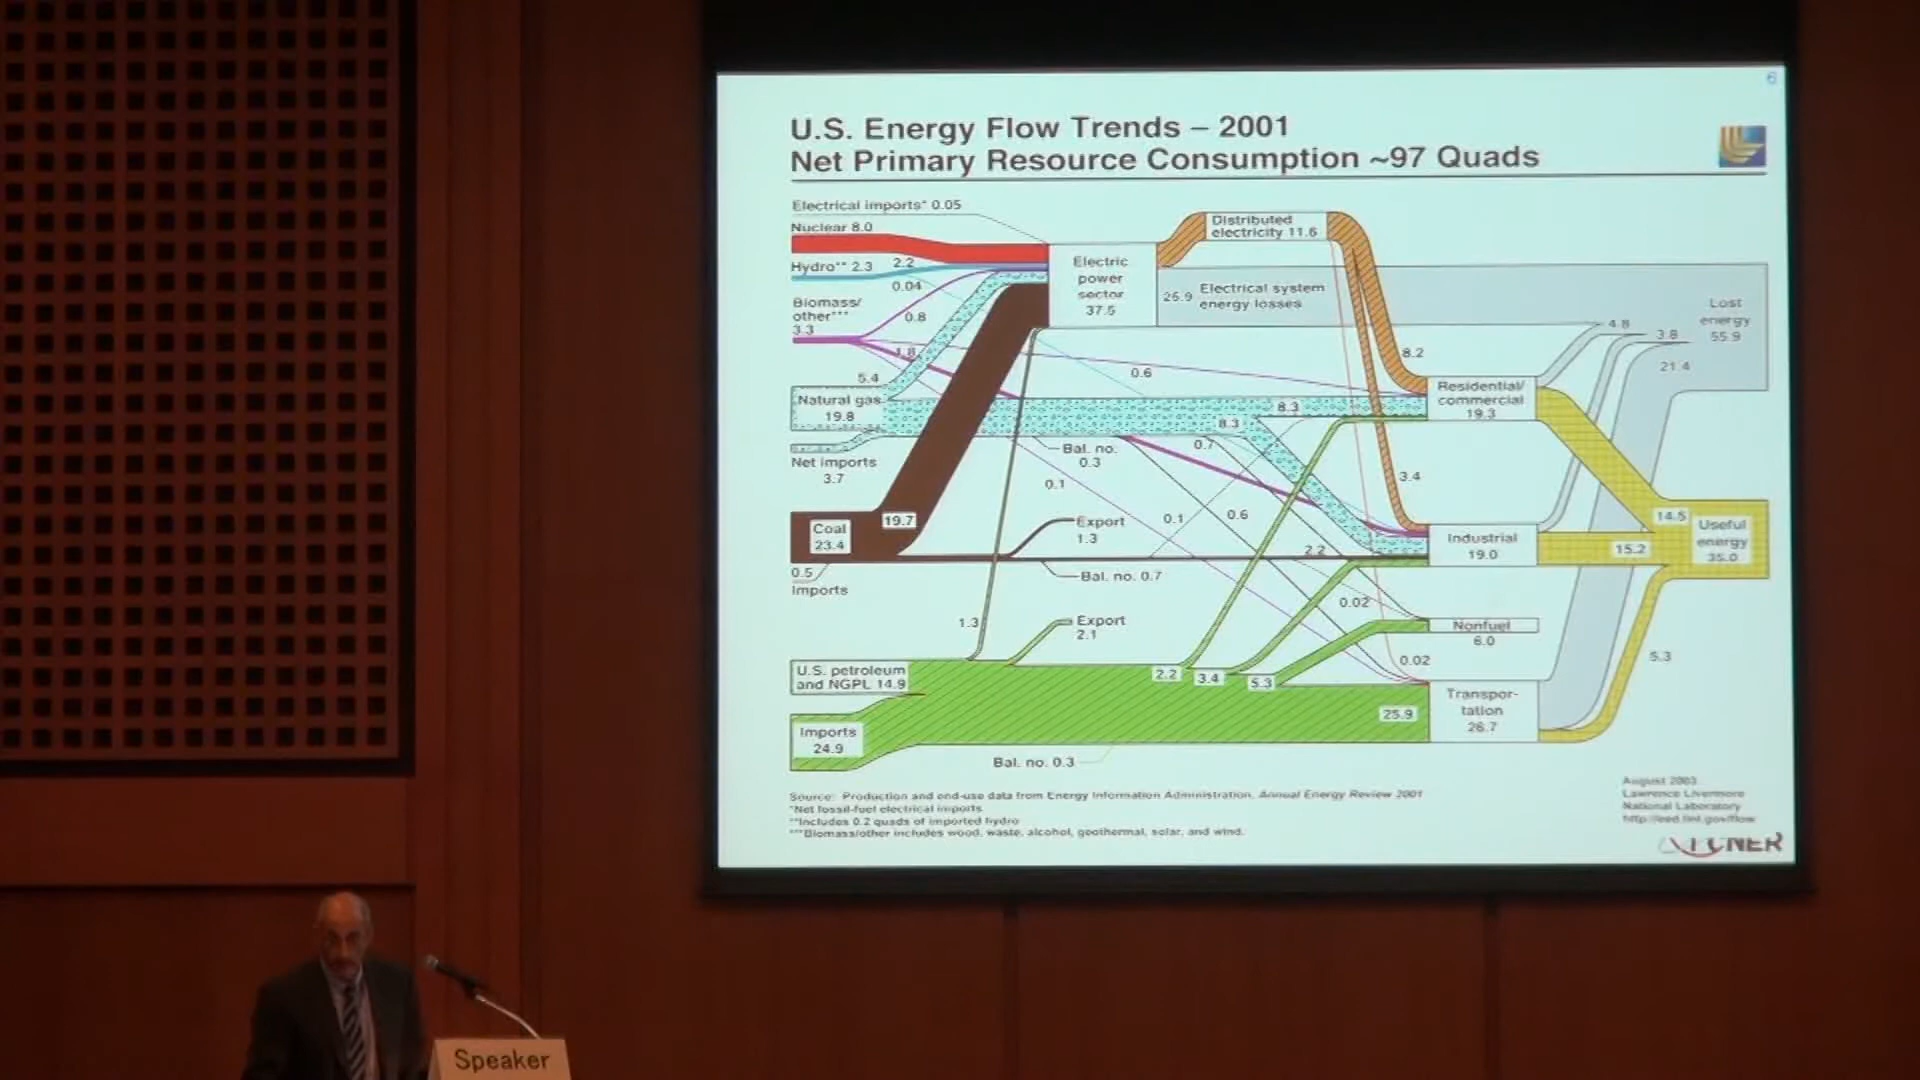 6
U.S. Energy Flow Trends – 2001
Net Primary Resource Consumption ~97 Quads
Electrical imports* 0.05
Nuclear 8.0
Hydro** 2.3
2.2
0.04
Biomass/
other***
3.3
0.8
1.8
5.4
Natural gas
19.8
Net imports
3.7
Coal
23.4
19.7
0.5
Imports
U.S. petroleum
and NGPL 14.9
Imports
24.9
Electric
power
sector
37.5
Distributed
electricity 11.6
Electrical system
energy losses
0.6
8.3
8.3
Bal. no.
0.3
0.7
0.1
0.1
0.6
Export
1.3
Bal. no. 0.7
1.3
Export
2.1
2.2
2.2
3.4
5.3
Bal. no. 0.3
8.2
3.4
0.02
0.02
25.9
Residential/
commercial
19.3
Industrial
19.0
Nonfuel
6.0
Transpor-
tation
26.7
4.8
3.8
21.4
Lost
energy
55.9
14.5
15.2
5.3
Useful
energy
35.0
Source: Production and end-use data from Energy Information Administration, Annual Energy Review 2001
*Net fossil-fuel electrical imports
**Includes 0.2 quads of imported hydro
***Biomass/other includes wood, waste, alcohol, geothermal, solar, and wind.
August 2003
Lawrence Livermore
National Laboratory
Speaker